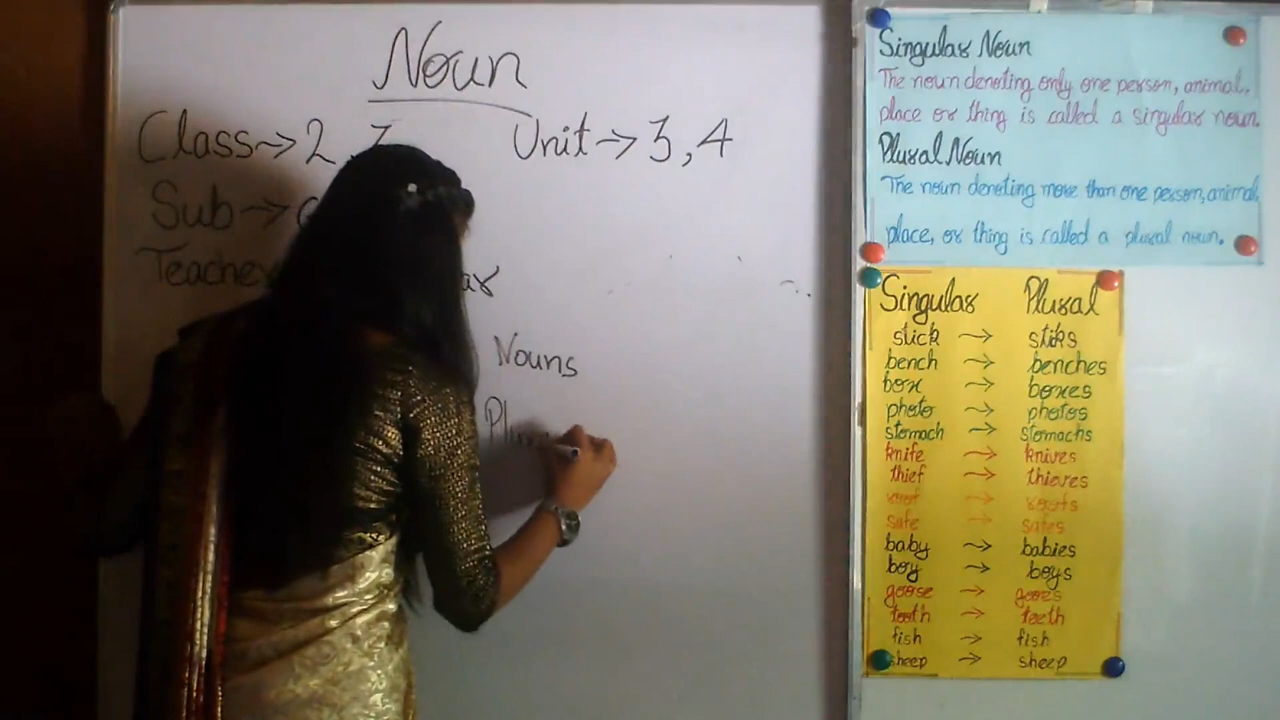 Noun
Class → 2, 3
Unit → 3, 4
Sub →
Teacher
Nouns
Singular Noun
The noun denoting only one person, animal,
place or thing is called a singular noun.
Plural Noun
The noun denoting more than one person, animal,
place, or thing is called a plural noun.
Singular Plural
stick → stiks
bench → benches
box → boxes
photo → photos
stomach → stomachs
knife → knives
thief → thieves
safe → safes
baby → babies
boy → boys
goose →
tooth → teeth
fish → fish
sheep → sheep